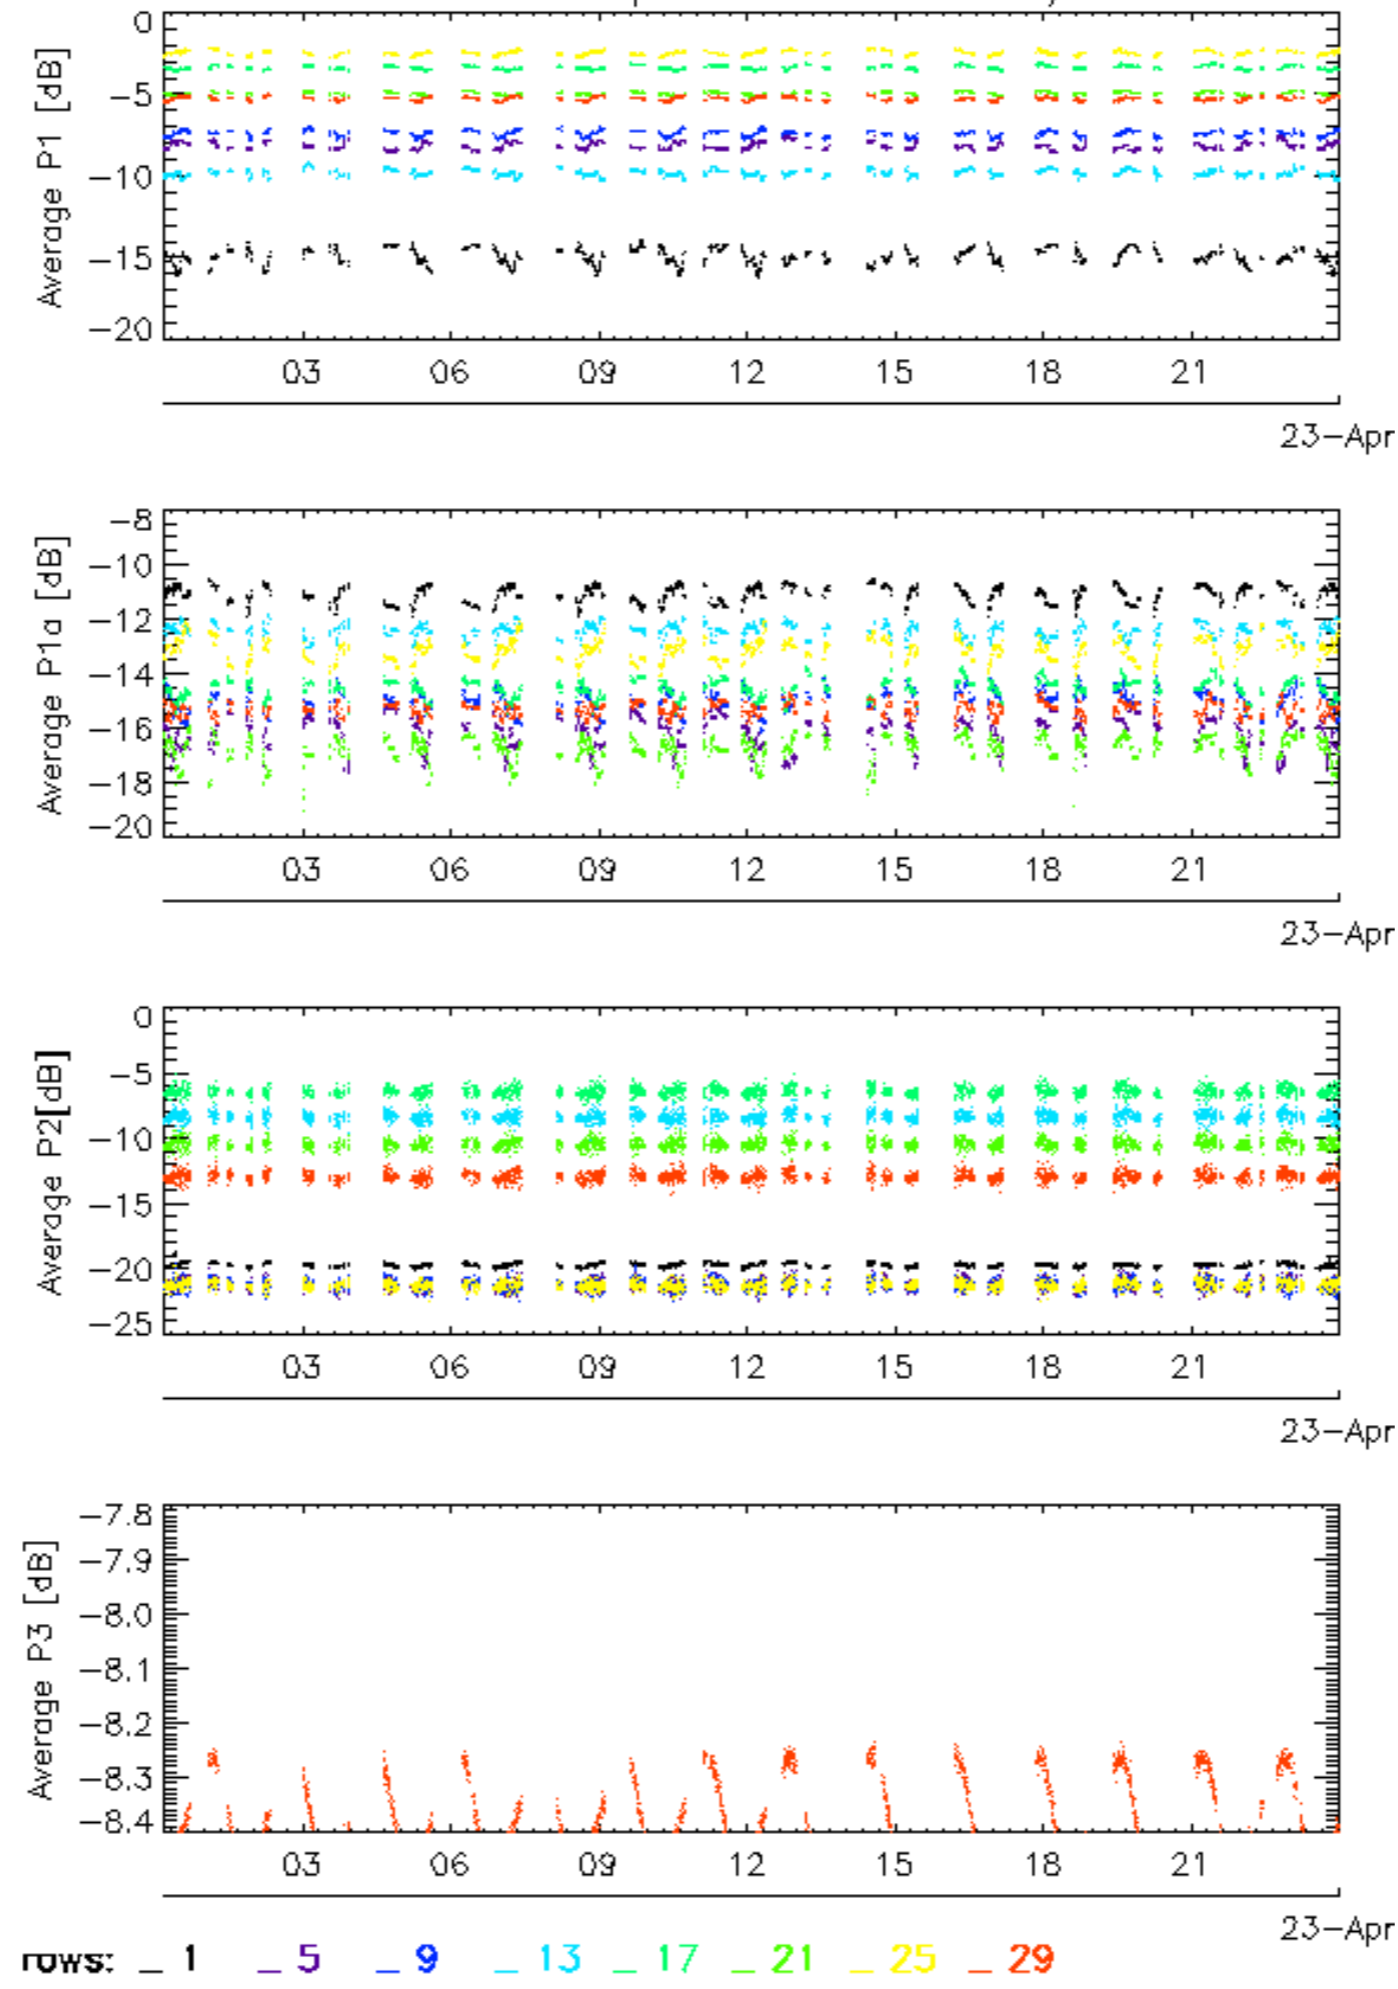 0
−5
−10
−15
−20
Average P1 [dB]
03 06 09 12 15 18 21
23−Apr
−8
−10
−12
−14
−16
−18
−20
Average P1a [dB]
03 06 09 12 15 18 21
23−Apr
0
−5
−10
−15
−20
−25
Average P2[dB]
03 06 09 12 15 18 21
23−Apr
−7.8
−7.9
−8.0
−8.1
−8.2
−8.3
−8.4
Average P3 [dB]
03 06 09 12 15 18 21
23−Apr
rows: _ 1 _ 5 _ 9 _ 13 _ 17 _ 21 _ 25 _ 29